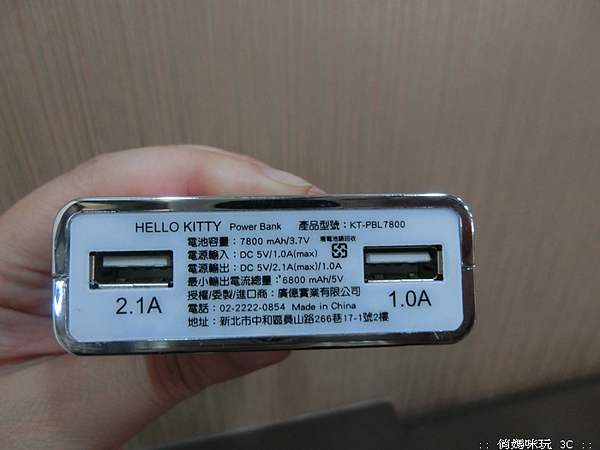 HELLO KITTY Power Bank 產品型號：KT-PBL7800
電池容量：7800 mAh/3.7V 廢電池請回收
電源輸入：DC 5V/1.0A(max)
電源輸出：DC 5V/2.1A(max)/1.0A
最小輸出電流總量：*6800 mAh/5V
授權/委製/進口商：廣億實業有限公司
電話：02-2222-0854 Made in China
地址：新北市中和區員山路266巷17-1號2樓
2.1A
1.0A
:: 俏媽咪玩 3C ::